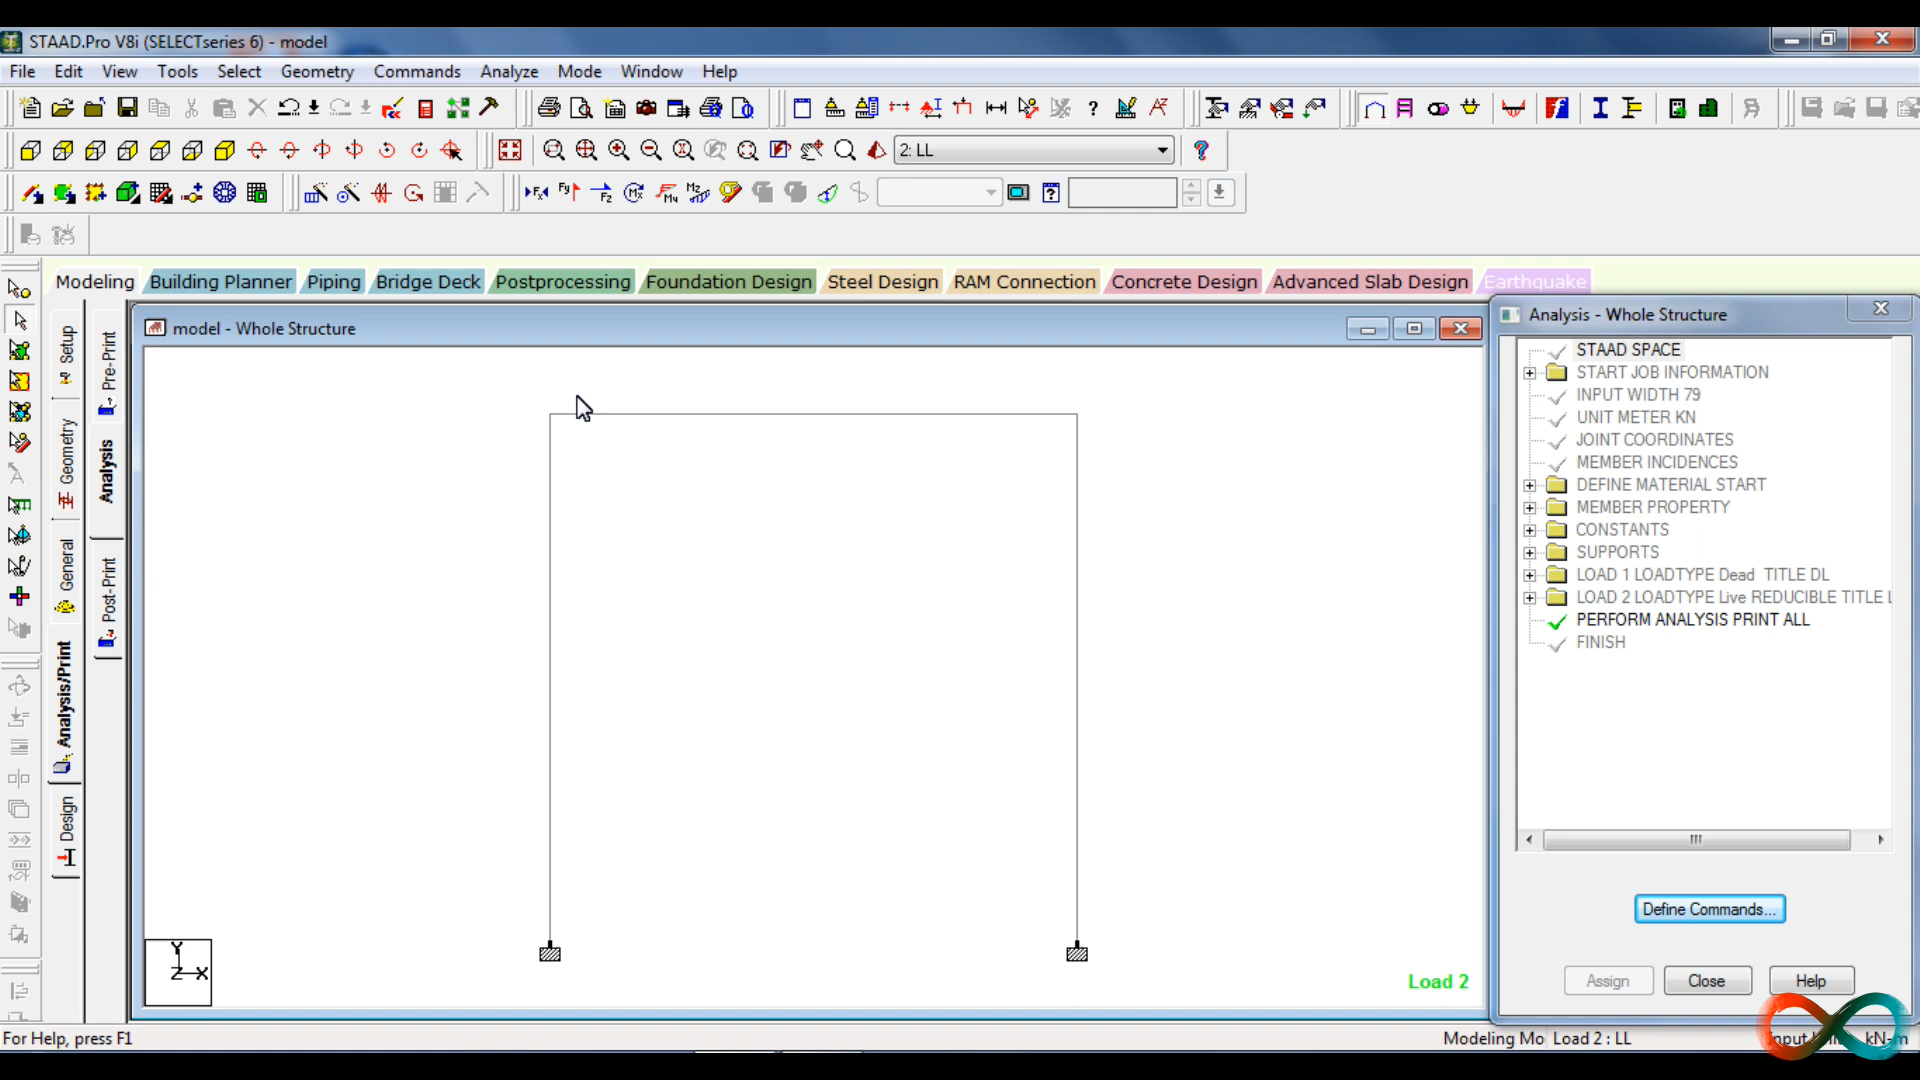 STAAD.Pro V8i (SELECTseries 6) - model
File Edit View Tools Select Geometry Commands Analyze Mode Window Help
2: LL
Modeling Building Planner Piping Bridge Deck Postprocessing Foundation Design Steel Design RAM Connection Concrete Design Advanced Slab Design Earthquake
Setup
Geometry
General
Analysis/Print
Design
Pre-Print
Analysis
Post-Print
model - Whole Structure
Y
Z X
Load 2
Analysis - Whole Structure
STAAD SPACE
START JOB INFORMATION
INPUT WIDTH 79
UNIT METER KN
JOINT COORDINATES
MEMBER INCIDENCES
DEFINE MATERIAL START
MEMBER PROPERTY
CONSTANTS
SUPPORTS
LOAD 1 LOADTYPE Dead TITLE DL
LOAD 2 LOADTYPE Live REDUCIBLE TITLE L
PERFORM ANALYSIS PRINT ALL
FINISH
Define Commands...
Assign Close Help
For Help, press F1
Modeling Mo Load 2 : LL kN-m